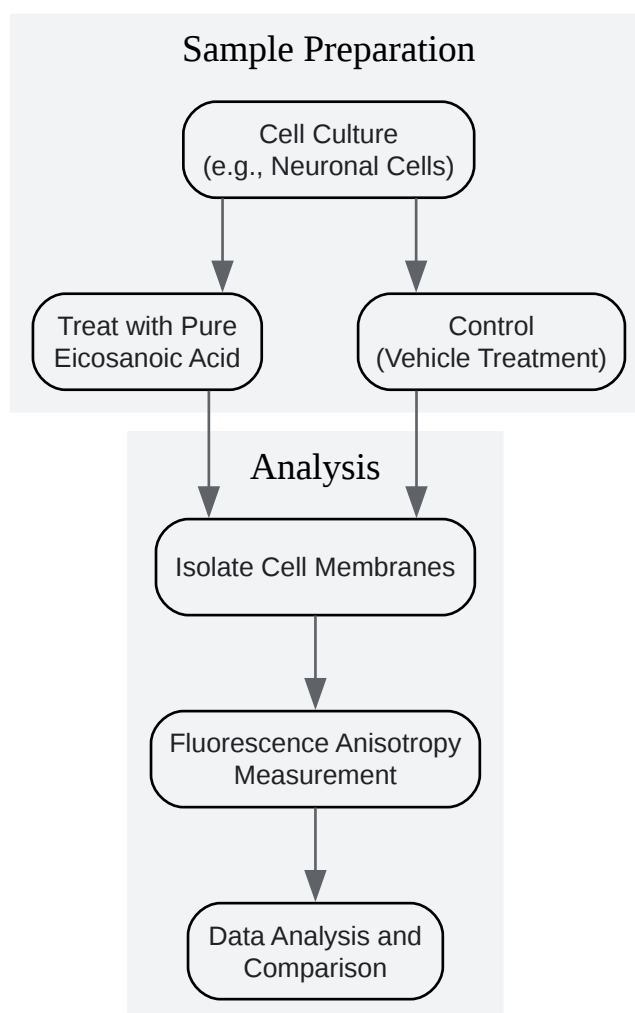 Sample Preparation
Cell Culture
(e.g., Neuronal Cells)
Treat with Pure
Eicosanoic Acid
Control
(Vehicle Treatment)
Analysis
Isolate Cell Membranes
Fluorescence Anisotropy
Measurement
Data Analysis and
Comparison